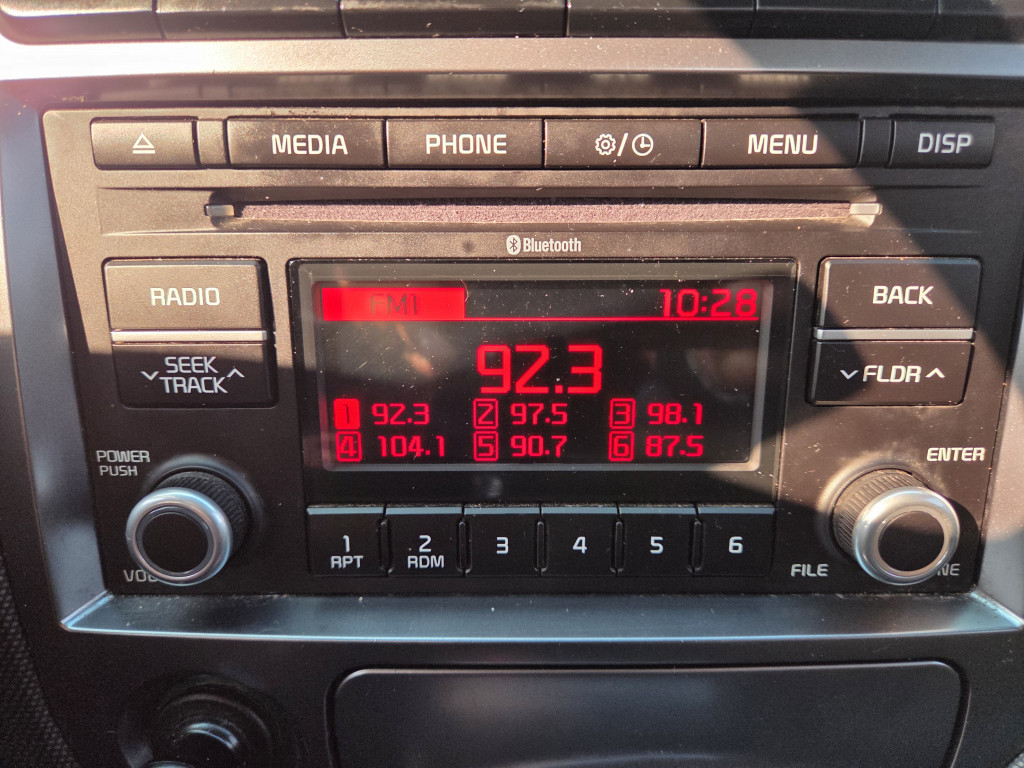 MEDIA PHONE /  MENU DISP
Bluetooth
RADIO
BACK
FM1 10:28
92.3
SEEK
TRACK
FLDR
1 92.3 2 97.5 3 98.1
4 104.1 5 90.7 6 87.5
POWER
PUSH
ENTER
1 2 3 4 5 6
RPT RDM
FILE